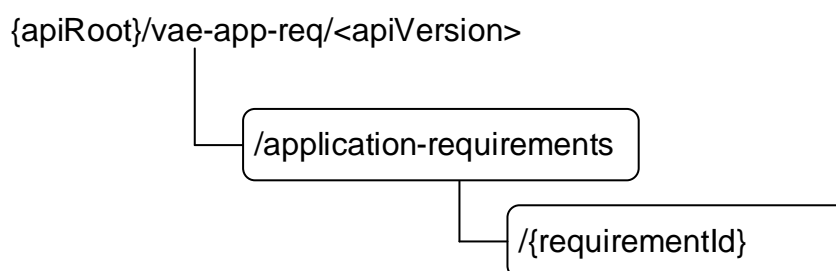 {apiRoot}/vae-app-req/<apiVersion>
/application-requirements
/{requirementId}